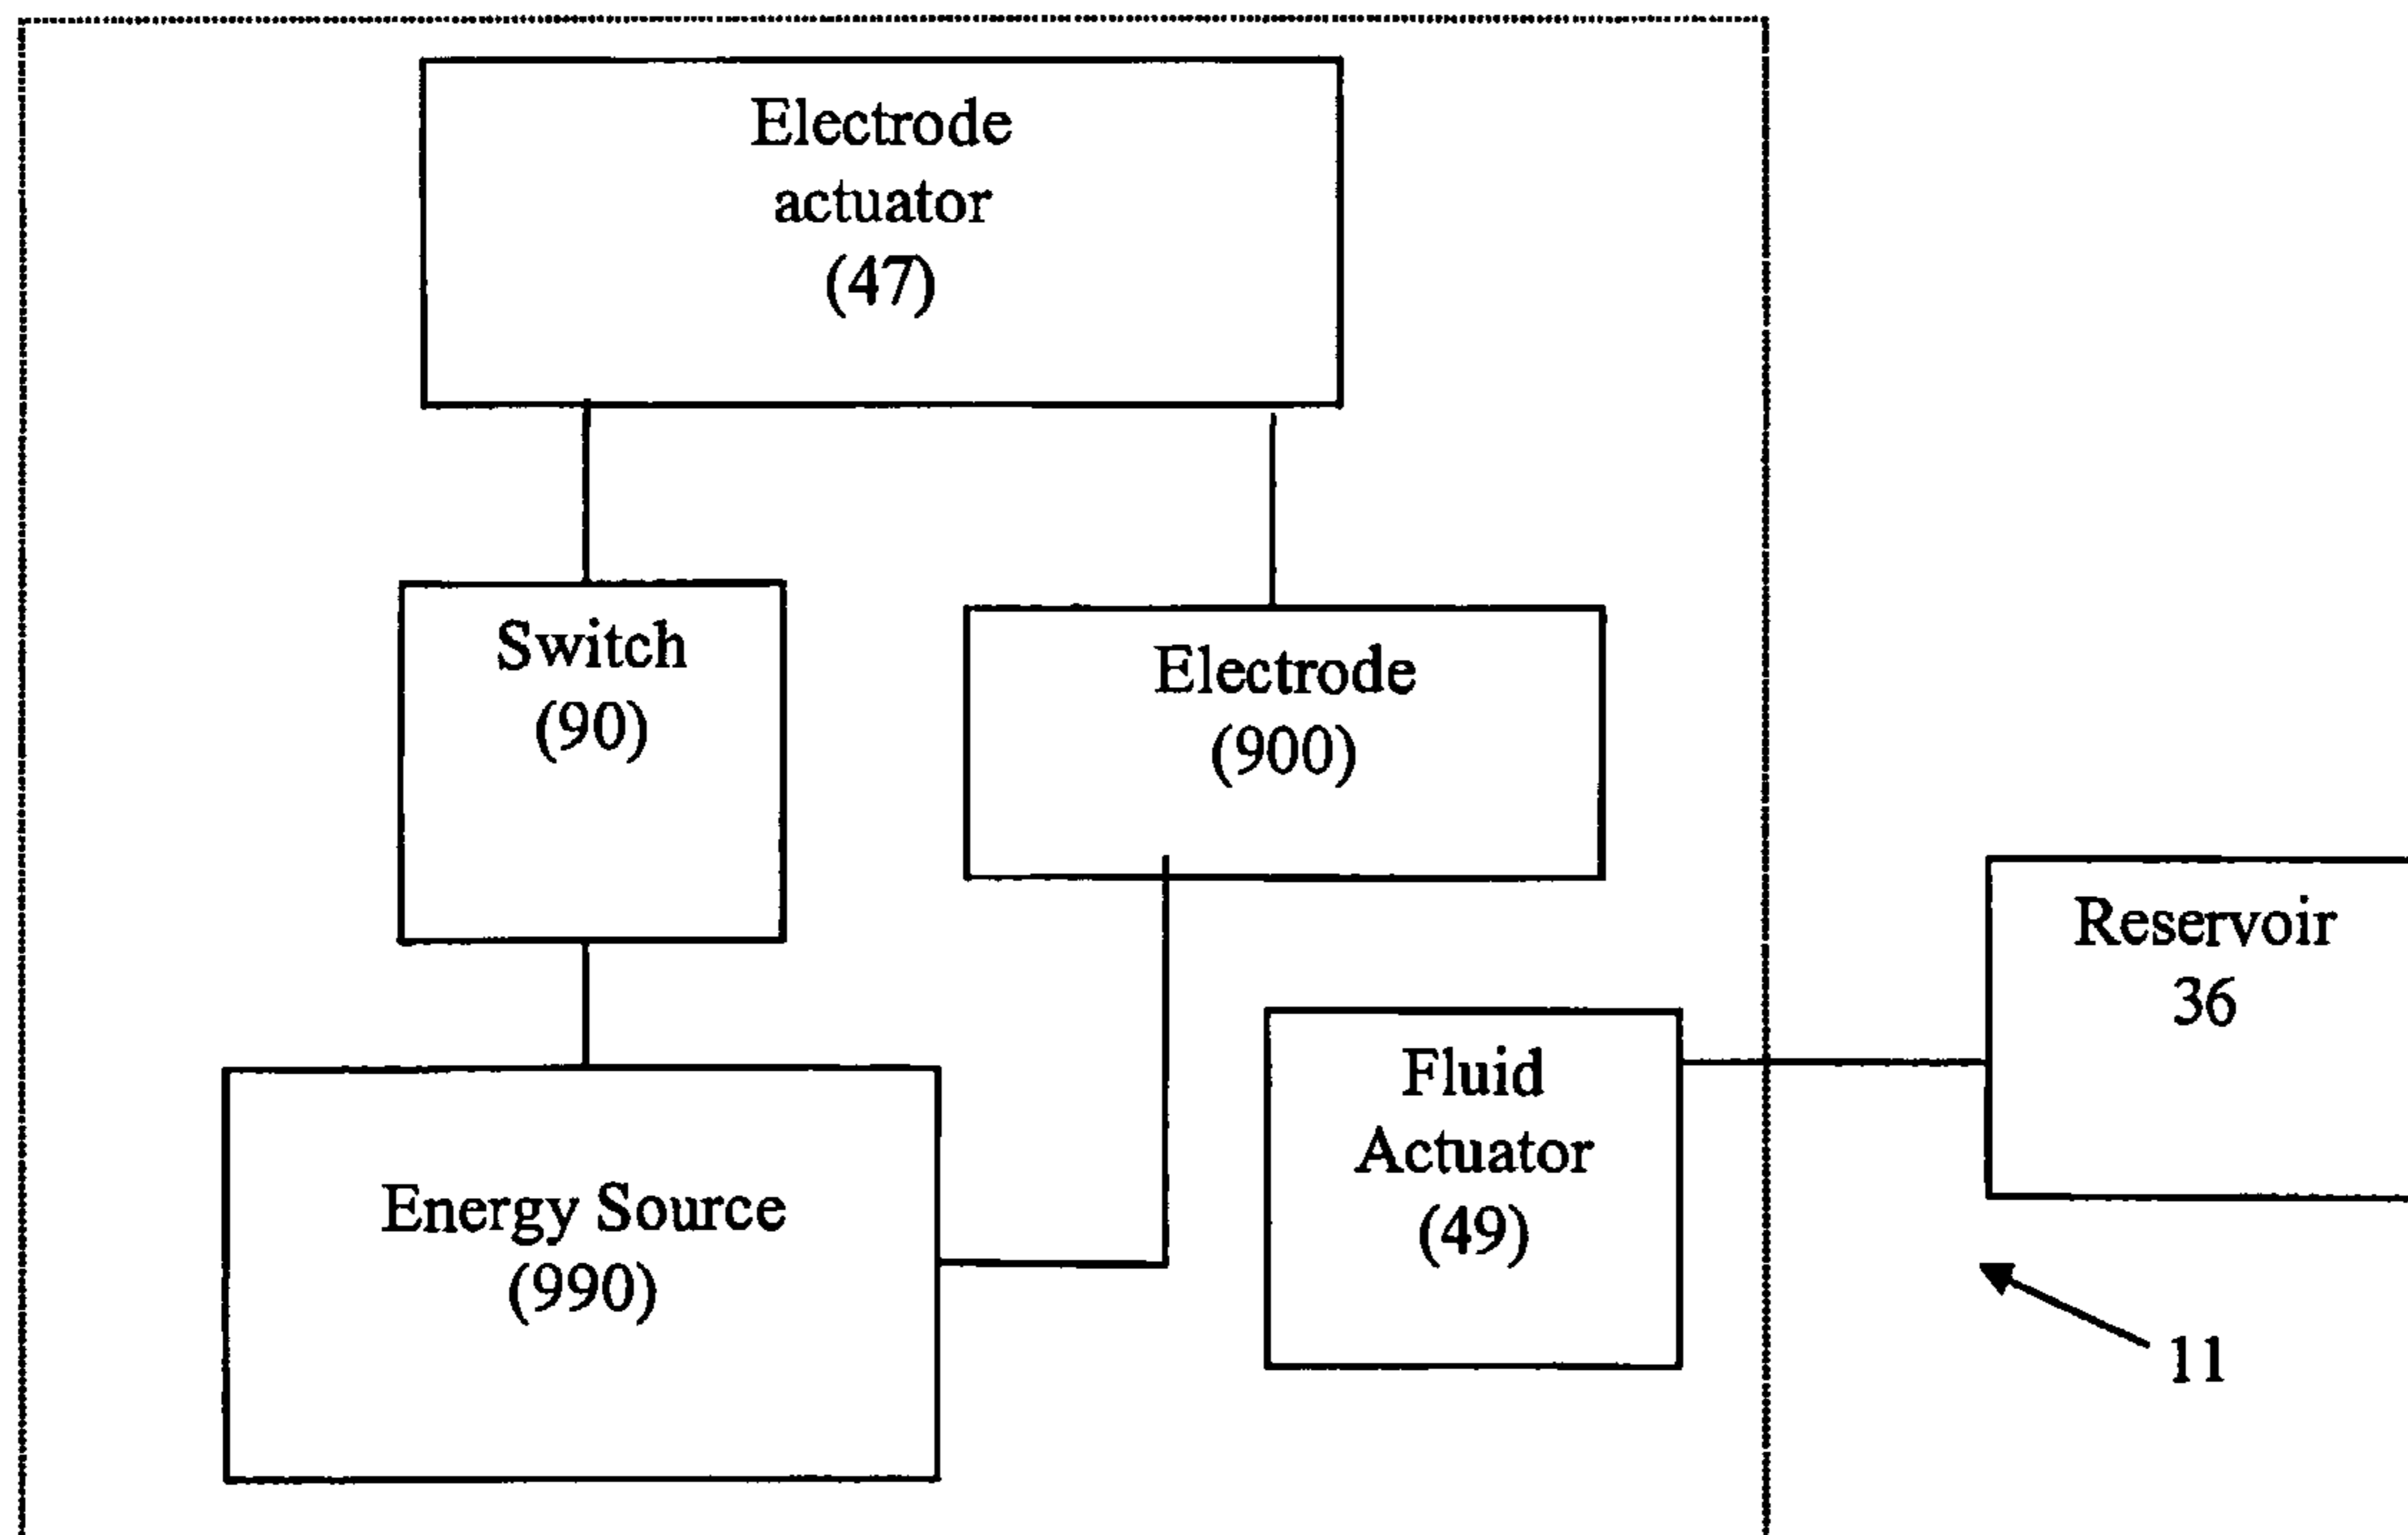 Electrode
actuator
(47)
Switch
(90)
Electrode
(900)
Reservoir
36
Fluid
Actuator
(49)
Energy Source
(990)
11